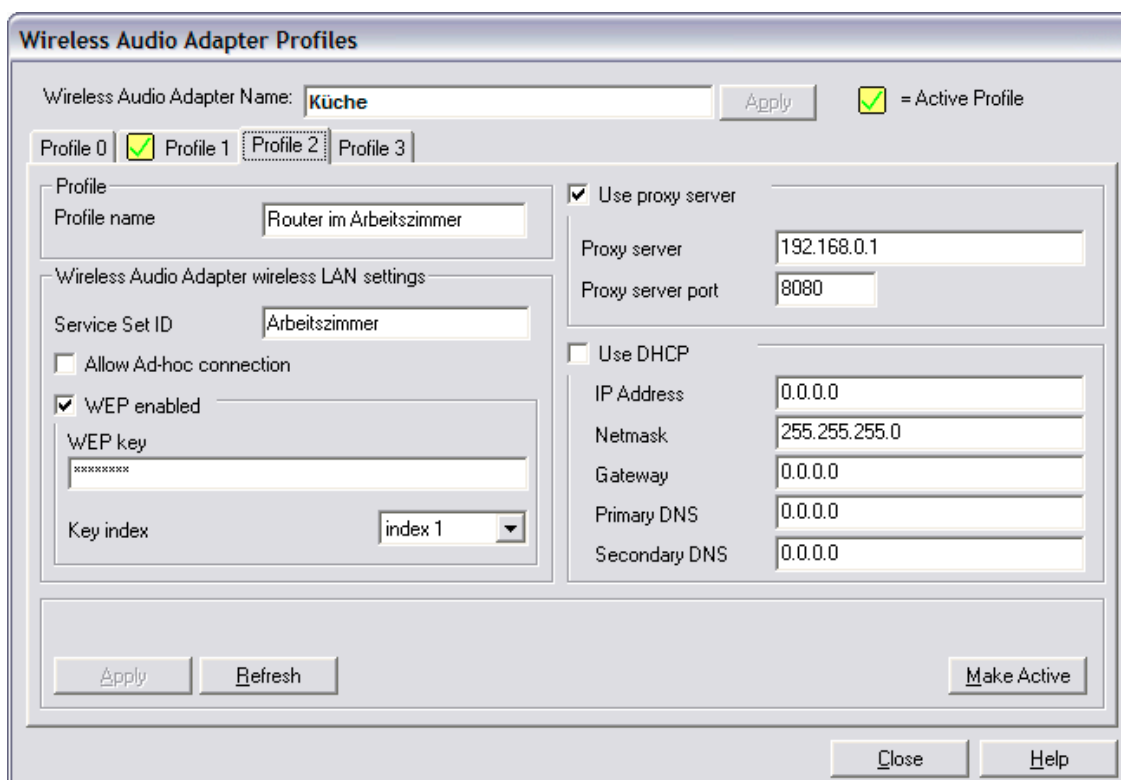 Wireless Audio Adapter Profiles
Wireless Audio Adapter Name: Küche Apply = Active Profile
Profile 0 Profile 1 Profile 2 Profile 3
Profile
Profile name Router im Arbeitszimmer
Wireless Audio Adapter wireless LAN settings
Service Set ID Arbeitszimmer
Allow Ad-hoc connection
WEP enabled
WEP key
********
Key index index 1
Use proxy server
Proxy server 192.168.0.1
Proxy server port 8080
Use DHCP
IP Address 0.0.0.0
Netmask 255.255.255.0
Gateway 0.0.0.0
Primary DNS 0.0.0.0
Secondary DNS 0.0.0.0
Apply Refresh Make Active
Close Help